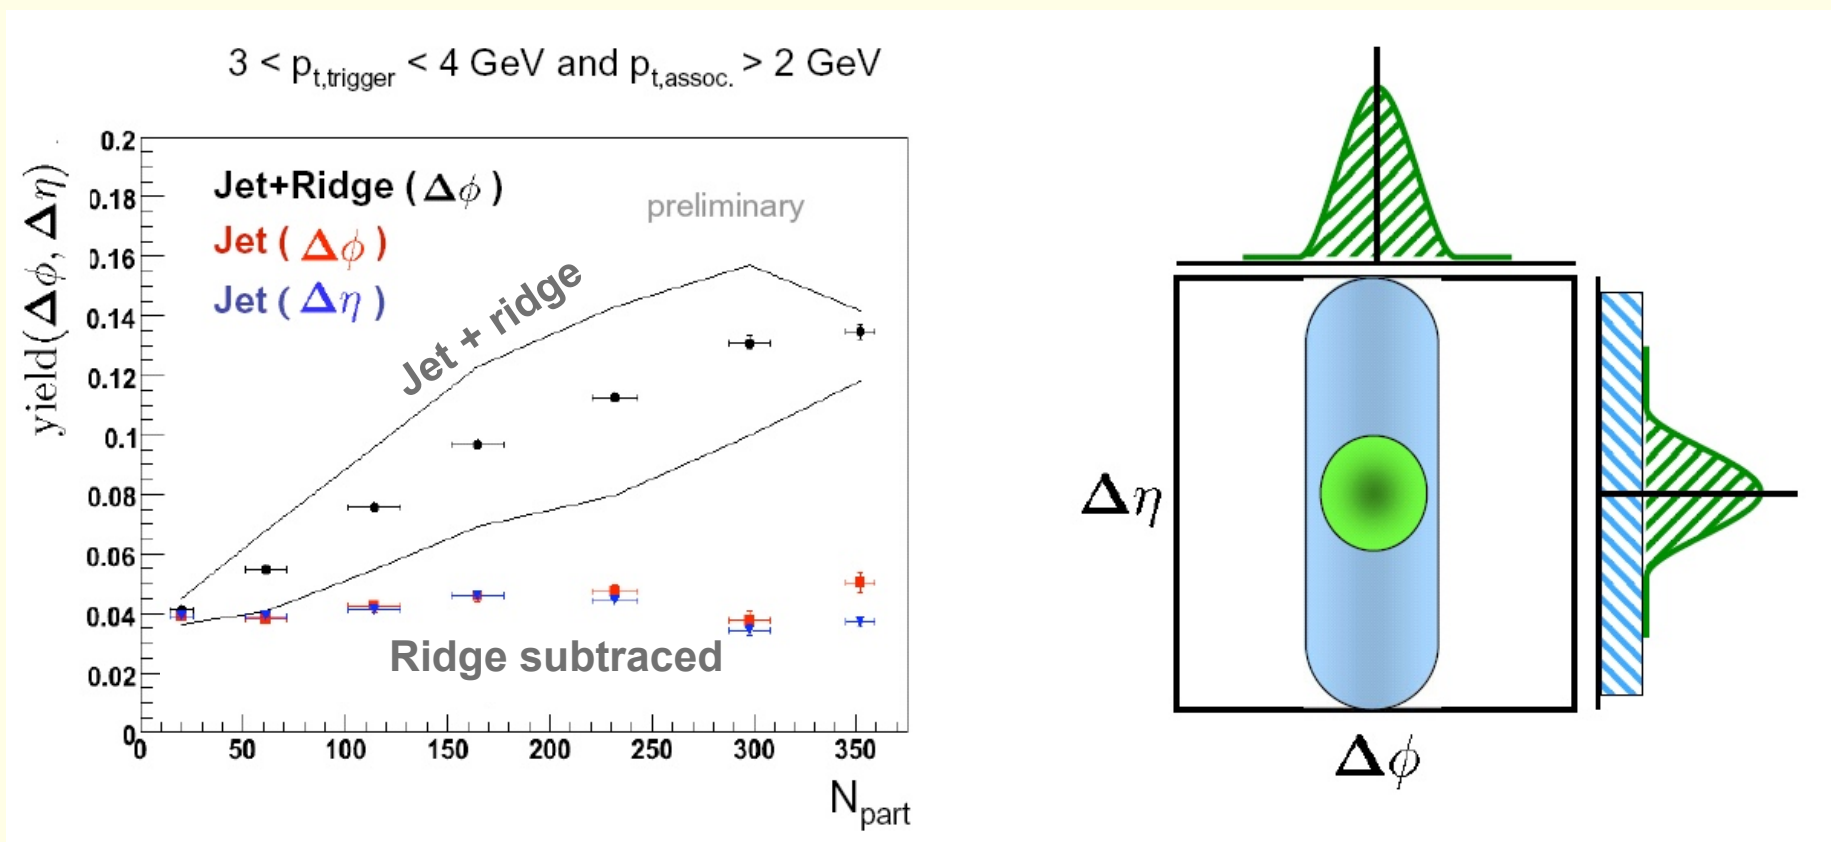 3 < p_t,trigger < 4 GeV and p_t,assoc. > 2 GeV
yield(Δϕ, Δη)
0.2
0.18
0.16
0.14
0.12
0.1
0.08
0.06
0.04
0.02
0
Jet+Ridge ( Δϕ )
Jet ( Δϕ )
Jet ( Δη )
preliminary
Jet + ridge
Ridge subtraced
0 50 100 150 200 250 300 350
N_part
Δη
Δϕ